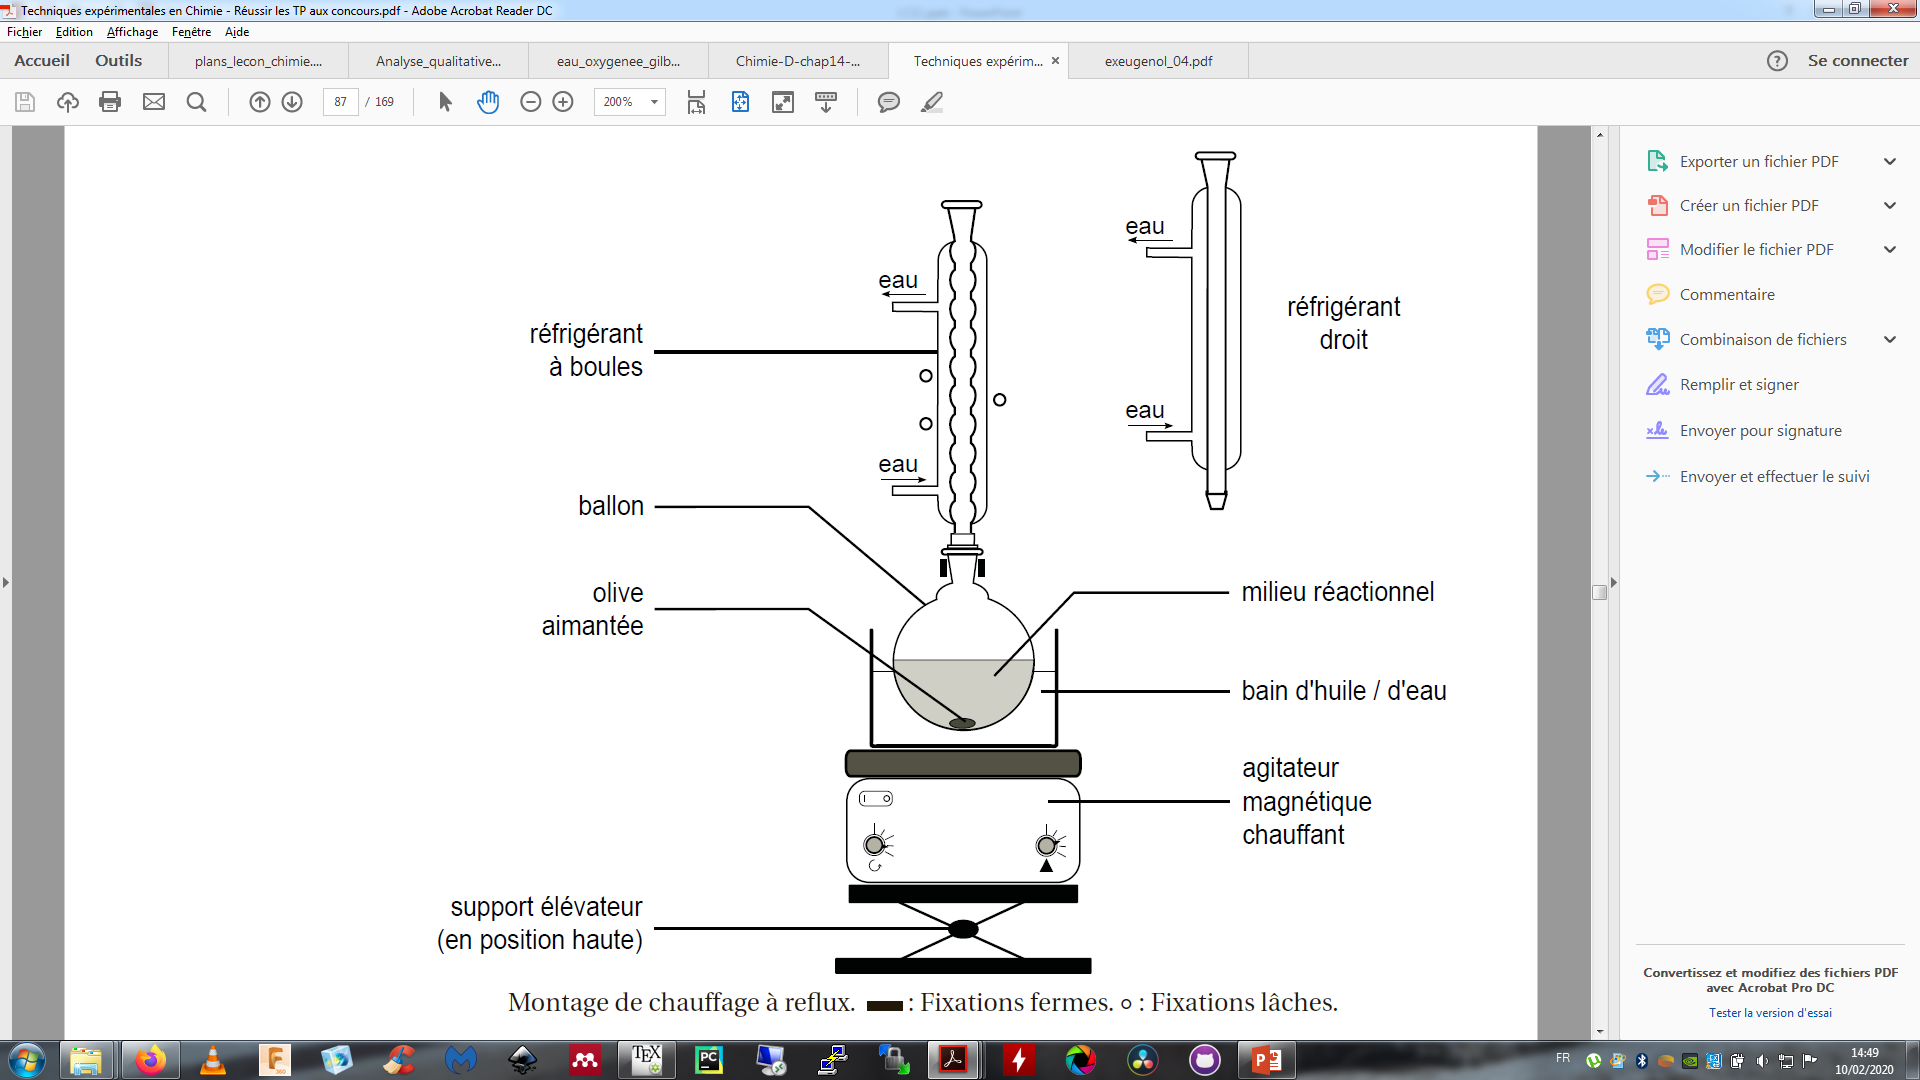 Techniques expérimentales en Chimie - Réussir les TP aux concours.pdf - Adobe Acrobat Reader DC
Fichier Edition Affichage Fenêtre Aide
Accueil Outils plans_lecon_chimie.... Analyse_qualitative... eau_oxygenee_gilb... Chimie-D-chap14-... Techniques expérim... × exeugenol_04.pdf ? Se connecter
87 / 169 200%
eau
eau
réfrigérant
à boules
eau
ballon
olive
aimantée
support élévateur
(en position haute)
eau
réfrigérant
droit
milieu réactionnel
bain d'huile / d'eau
agitateur
magnétique
chauffant
Montage de chauffage à reflux. : Fixations fermes. : Fixations lâches.
Exporter un fichier PDF
Créer un fichier PDF
Modifier le fichier PDF
Commentaire
Combinaison de fichiers
Remplir et signer
Envoyer pour signature
Envoyer et effectuer le suivi
Convertissez et modifiez des fichiers PDF
avec Acrobat Pro DC
Tester la version d'essai
FR 14:49
10/02/2020